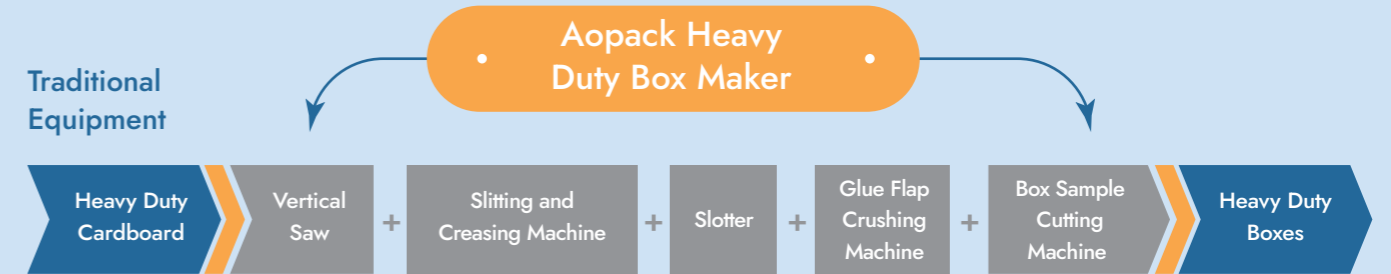 Aopack Heavy
Duty Box Maker
Traditional
Equipment
Heavy Duty
Cardboard
Vertical
Saw
+
Slitting and
Creasing Machine
+
Slotter
+
Glue Flap
Crushing
Machine
+
Box Sample
Cutting
Machine
Heavy Duty
Boxes